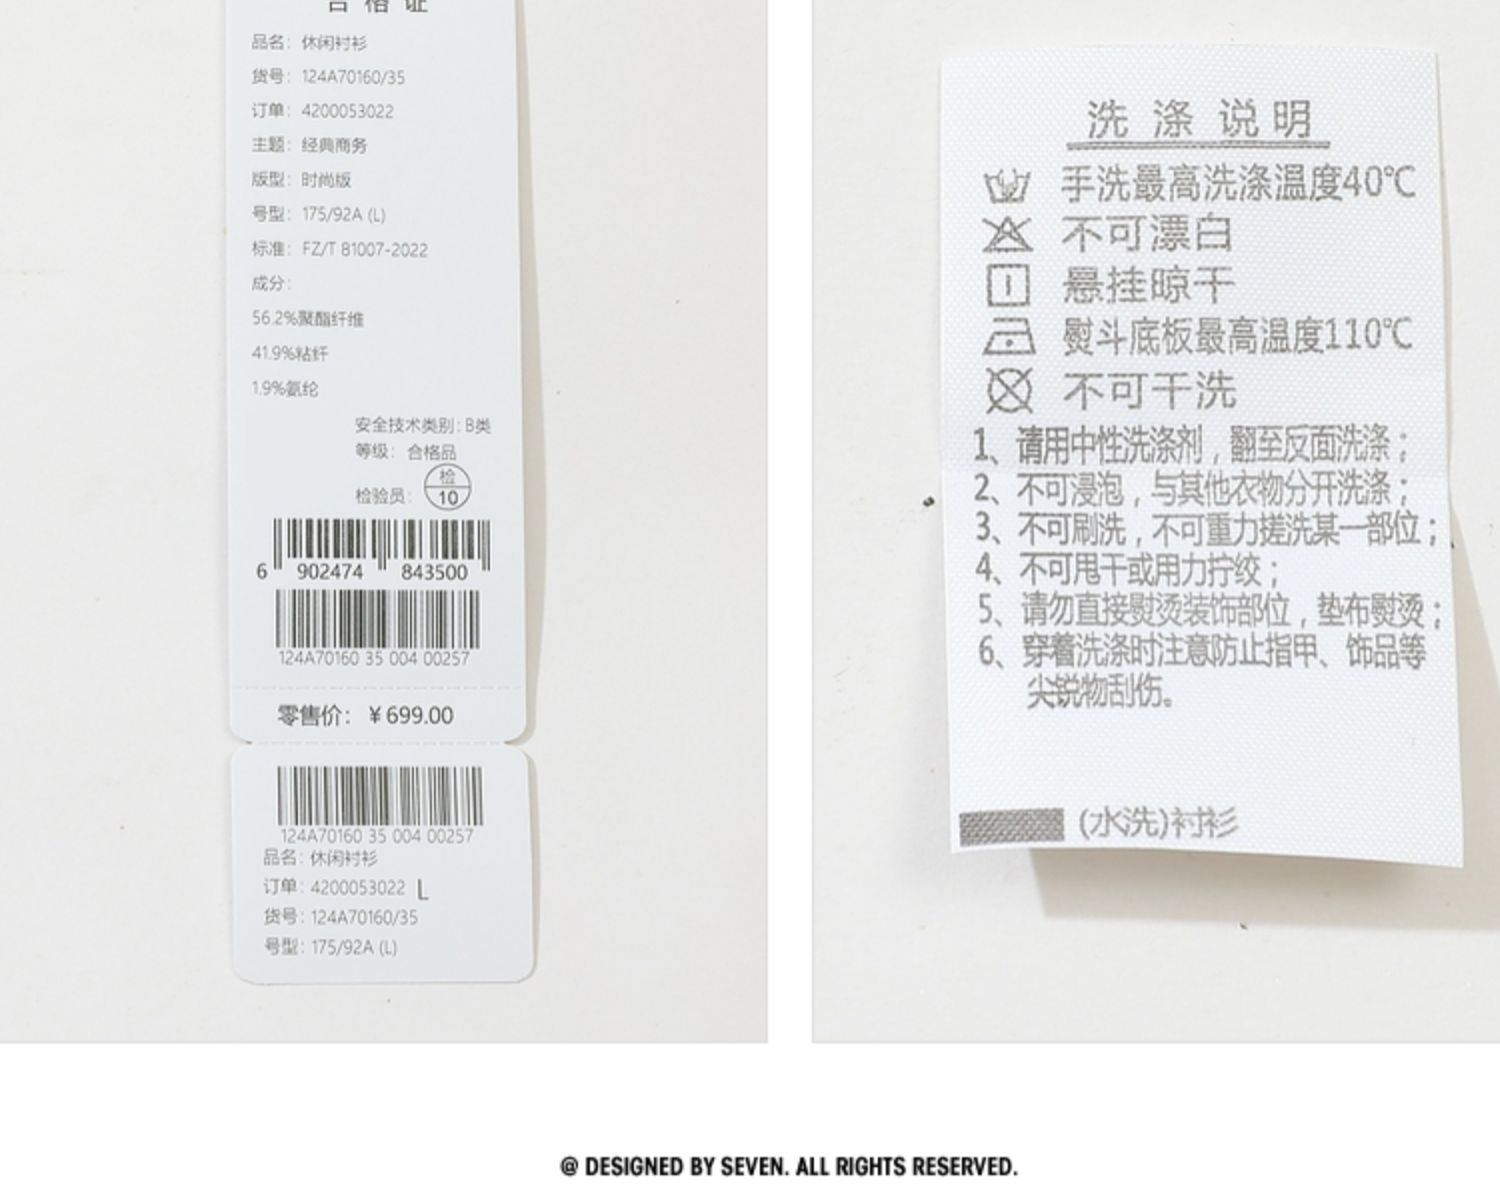 合格证
品名：休闲衬衫
货号：124A70160/35
订单：4200053022
主题：经典商务
版型：时尚版
号型：175/92A (L)
标准：FZ/T 81007-2022
成分：
56.2%聚酯纤维
41.9%粘纤
1.9%氨纶
安全技术类别：B类
等级：合格品
检验员：检 10
6 902474 843500
124A70160 35 004 00257
零售价：￥699.00
124A70160 35 004 00257
品名：休闲衬衫
订单：4200053022 L
货号：124A70160/35
号型：175/92A (L)
洗涤说明
手洗最高洗涤温度40℃
不可漂白
悬挂晾干
熨斗底板最高温度110℃
不可干洗
1、请用中性洗涤剂，翻至反面洗涤；
2、不可浸泡，与其他衣物分开洗涤；
3、不可刷洗，不可重力搓洗某一部位；
4、不可甩干或用力拧绞；
5、请勿直接熨烫装饰部位，垫布熨烫；
6、穿着洗涤时注意防止指甲、饰品等
尖锐物刮伤。
(水洗)衬衫
@ DESIGNED BY SEVEN. ALL RIGHTS RESERVED.